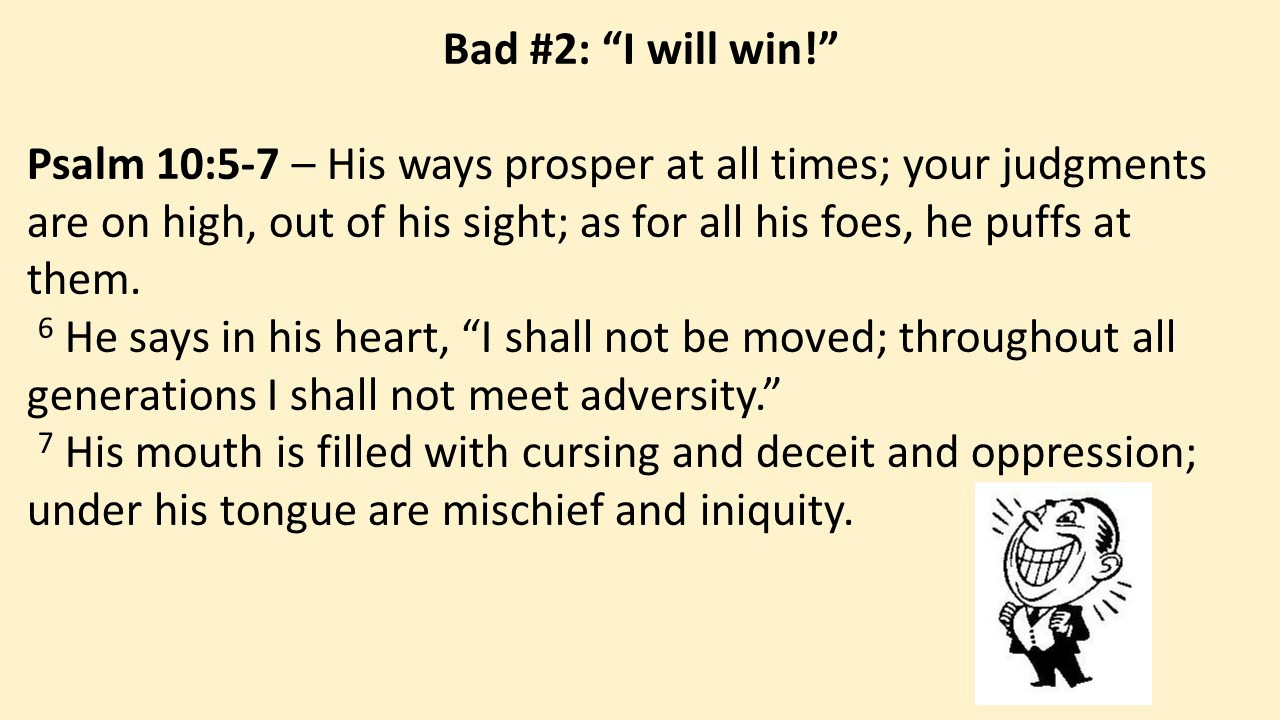 Bad #2: “I will win!”
Psalm 10:5-7 – His ways prosper at all times; your judgments
are on high, out of his sight; as for all his foes, he puffs at
them.
6 He says in his heart, “I shall not be moved; throughout all
generations I shall not meet adversity.”
7 His mouth is filled with cursing and deceit and oppression;
under his tongue are mischief and iniquity.